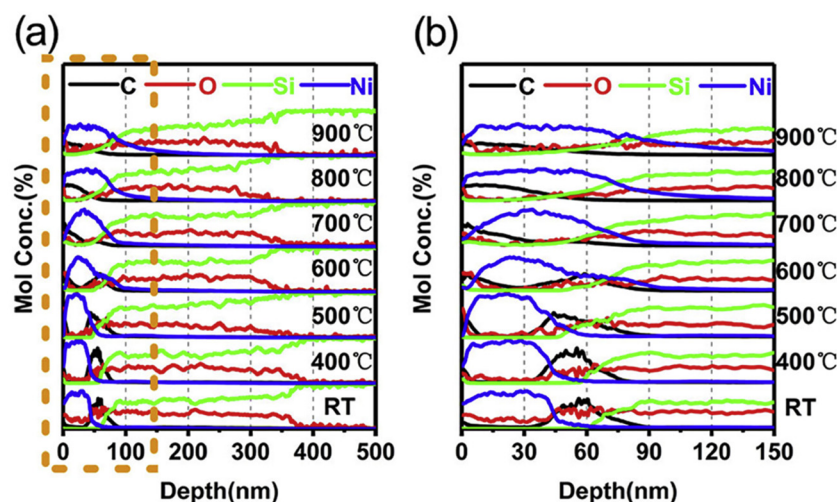 (a)
C O Si Ni
900℃
800℃
700℃
600℃
500℃
400℃
RT
Mol Conc.(%)
0 100 200 300 400 500
Depth(nm)
(b)
C O Si Ni
900℃
800℃
700℃
600℃
500℃
400℃
RT
Mol Conc.(%)
0 30 60 90 120 150
Depth(nm)